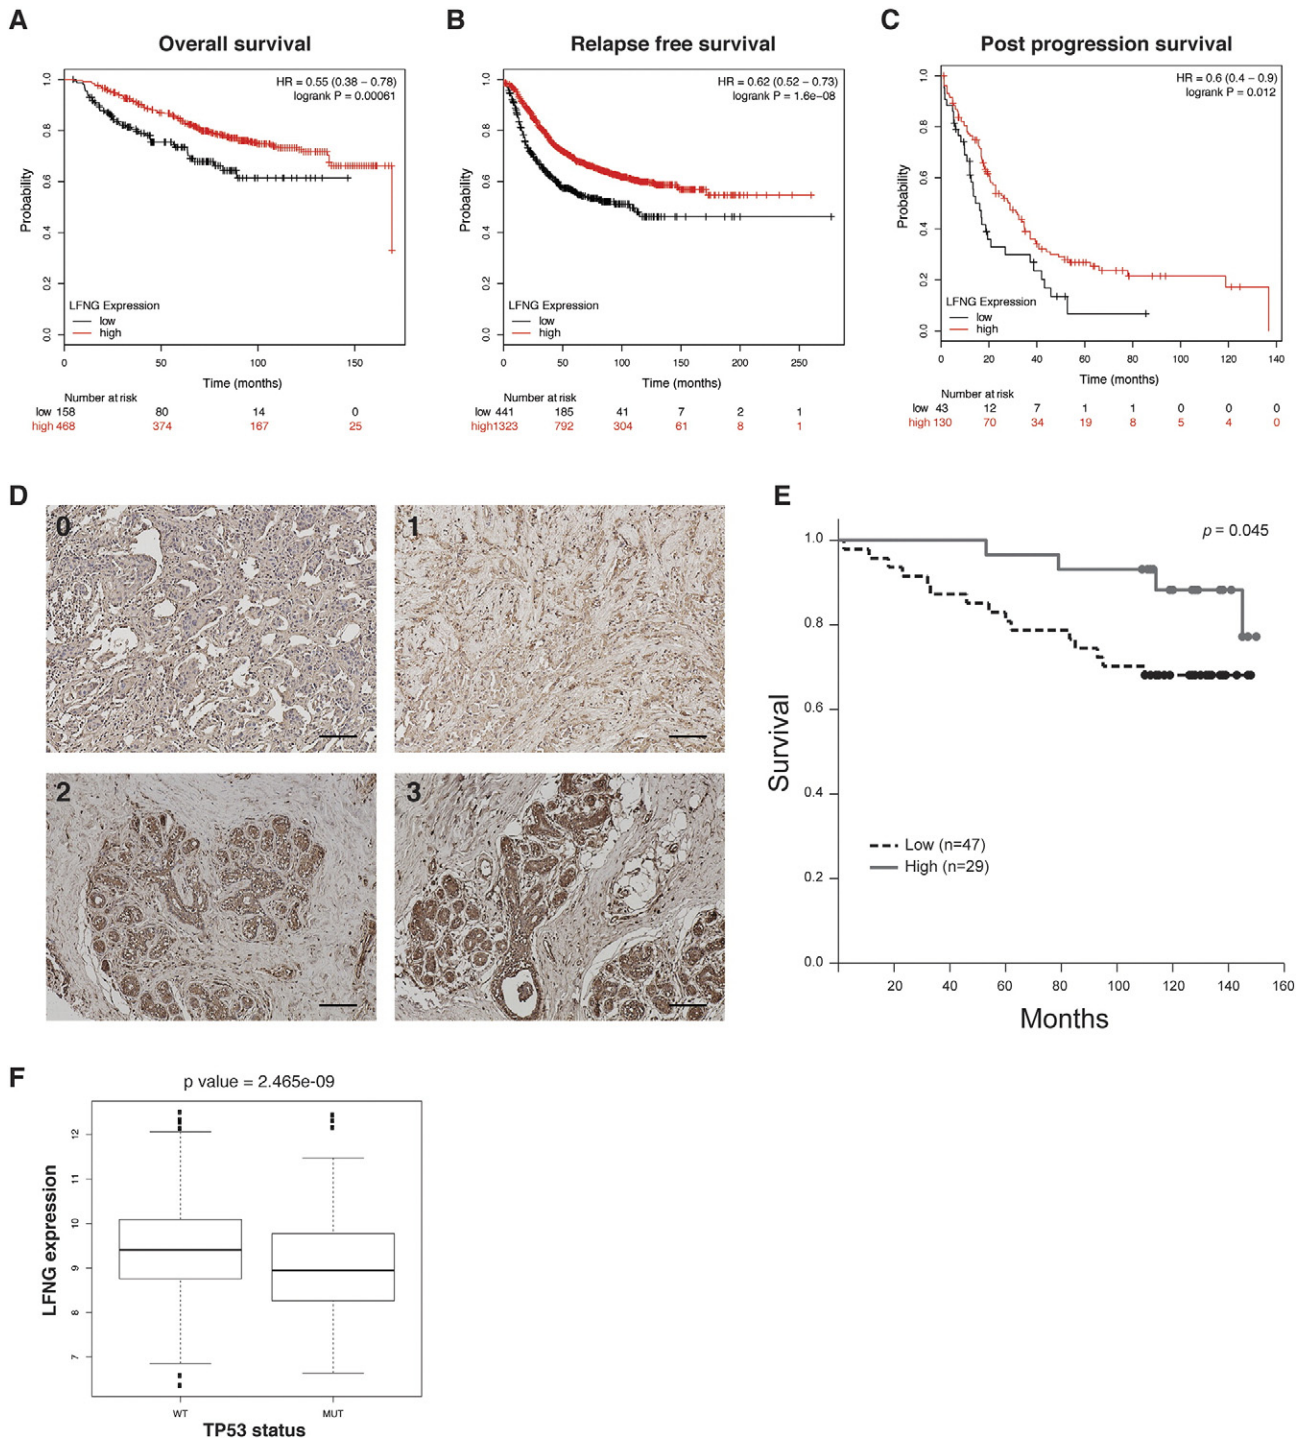 A
Overall survival
HR = 0.55 (0.38 − 0.78)
logrank P = 0.00061
Probability
1.0
0.8
0.6
0.4
0.2
0.0
LFNG Expression
low
high
0 50 100 150
Time (months)
Number at risk
low 158 80 14 0
high 468 374 167 25
B
Relapse free survival
HR = 0.62 (0.52 − 0.73)
logrank P = 1.6e−08
Probability
1.0
0.8
0.6
0.4
0.2
0.0
LFNG Expression
low
high
0 50 100 150 200 250
Time (months)
Number at risk
low 441 185 41 7 2 1
high 1323 792 304 61 8 1
C
Post progression survival
HR = 0.6 (0.4 − 0.9)
logrank P = 0.012
Probability
1.0
0.8
0.6
0.4
0.2
0.0
LFNG Expression
low
high
0 20 40 60 80 100 120 140
Time (months)
Number at risk
low 43 12 7 1 1 0 0 0
high 130 70 34 19 8 5 4 0
D
0
1
2
3
E
p = 0.045
Survival
1.0
0.8
0.6
0.4
0.2
0.0
Low (n=47)
High (n=29)
20 40 60 80 100 120 140 160
Months
F
p value = 2.465e-09
LFNG expression
12
11
10
9
8
7
WT MUT
TP53 status